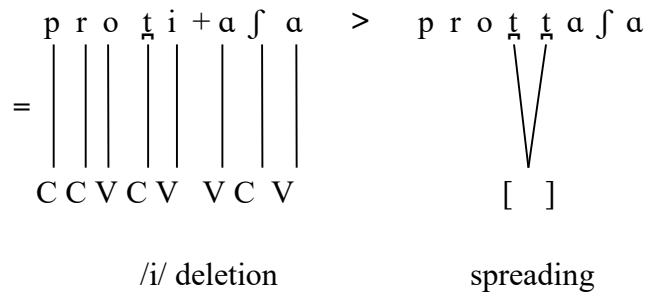 p r o t̪ i + ɑ ʃ ɑ > p r o t̪ t̪ ɑ ʃ ɑ
=
C C V C V V C V [ ]
/i/ deletion spreading